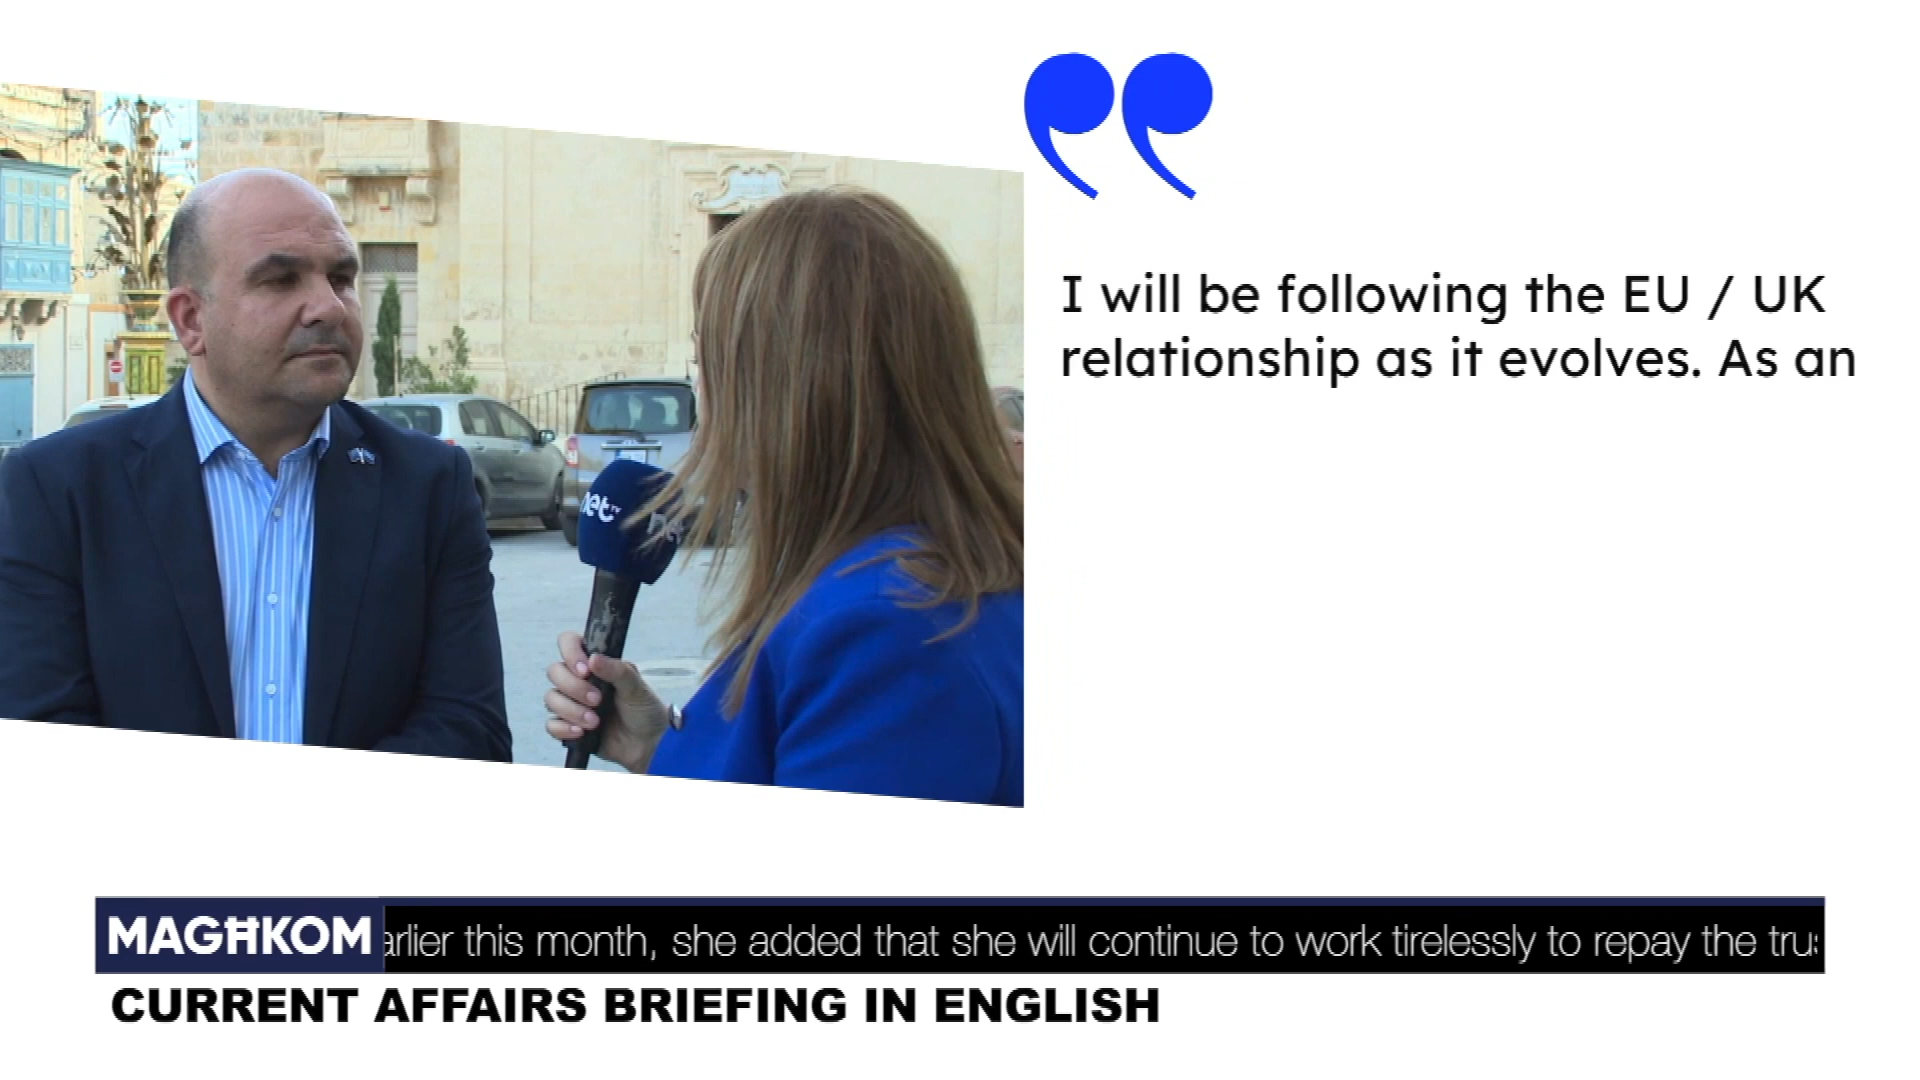 I will be following the EU / UK
relationship as it evolves. As an
net TV
MAGĦKOM
arlier this month, she added that she will continue to work tirelessly to repay the tru
CURRENT AFFAIRS BRIEFING IN ENGLISH